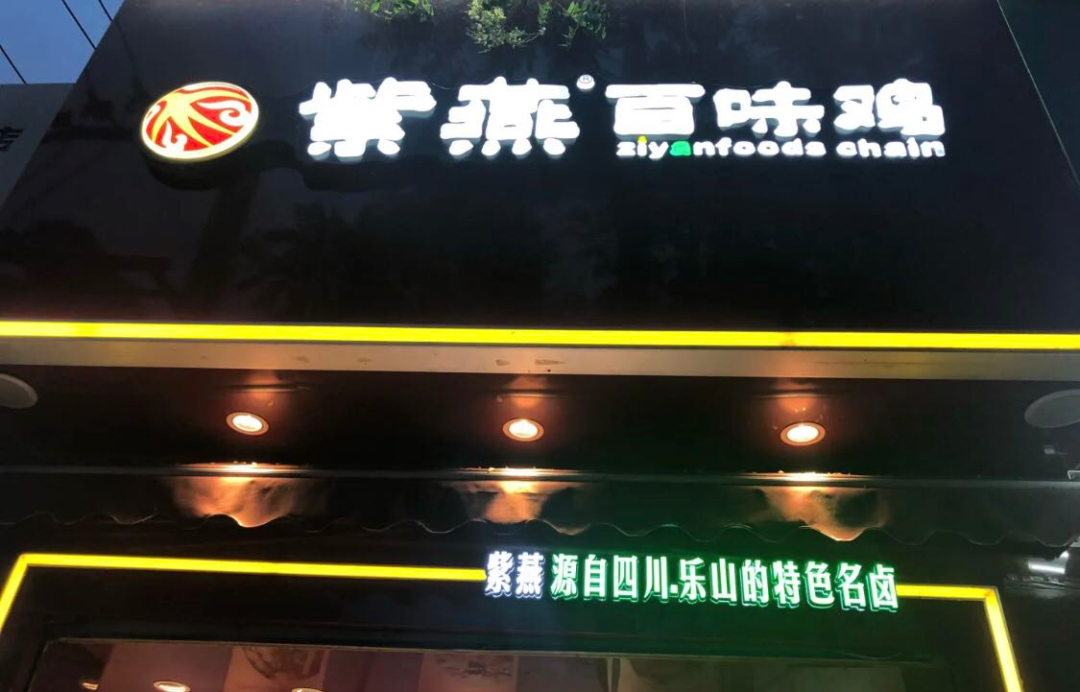 紫燕®百味鸡
ziyanfoods chain
紫燕 源自四川.乐山的特色名卤
店